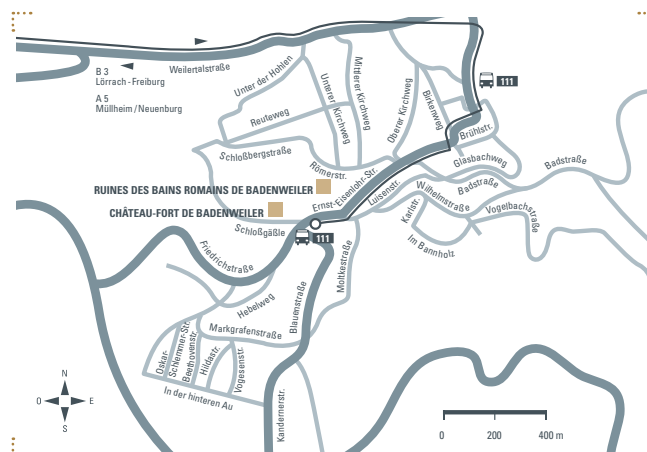 Weilertalstraße
B 3
Lörrach - Freiburg
A 5
Müllheim / Neuenburg
111
Unter der Hohlen
Unterer Kirchweg
Mittlerer Kirchweg
Oberer Kirchweg
Birkenweg
Reuteweg
Brühlstr.
Schloßbergstraße
Römerstr.
Glasbachweg
Badstraße
RUINES DES BAINS ROMAINS DE BADENWEILER
Ernst-Eisenlohr-Str.
Luisenstr.
Wilhelmstraße
Badstraße
CHÂTEAU-FORT DE BADENWEILER
Karlstr.
Vogelbachstraße
Schloßgäßle
111
Im Bannholz
Friedrichstraße
Moltkestraße
Hebelweg
Blauenstraße
Markgrafenstraße
Oskar-
Schlemmer-Str.
Beethovenstr.
Hildastr.
Vogesenstr.
In der hinteren Au
Kandernerstr.
N
O
E
S
0
200
400 m